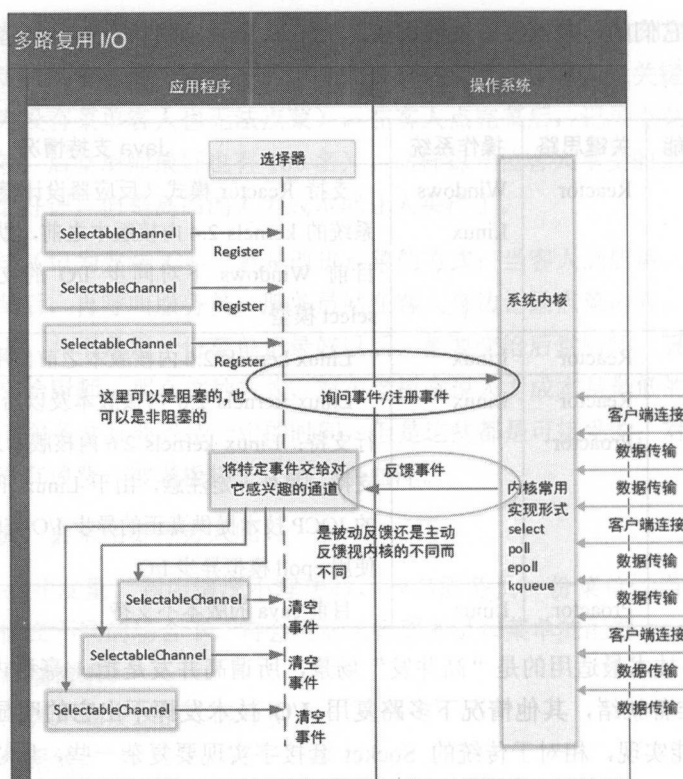 多路复用 I/O
应用程序
操作系统
选择器
SelectableChannel
Register
SelectableChannel
Register
SelectableChannel
Register
系统内核
这里可以是阻塞的，也
可以是非阻塞的
询问事件/注册事件
将特定事件交给对
它感兴趣的通道
反馈事件
内核常用
实现形式
select
poll
epoll
kqueue
是被动反馈还是主动
反馈视内核的不同而
不同
SelectableChannel
清空
事件
SelectableChannel
清空
事件
SelectableChannel
清空
事件
客户端连接
数据传输
数据传输
客户端连接
数据传输
数据传输
客户端连接
数据传输
数据传输